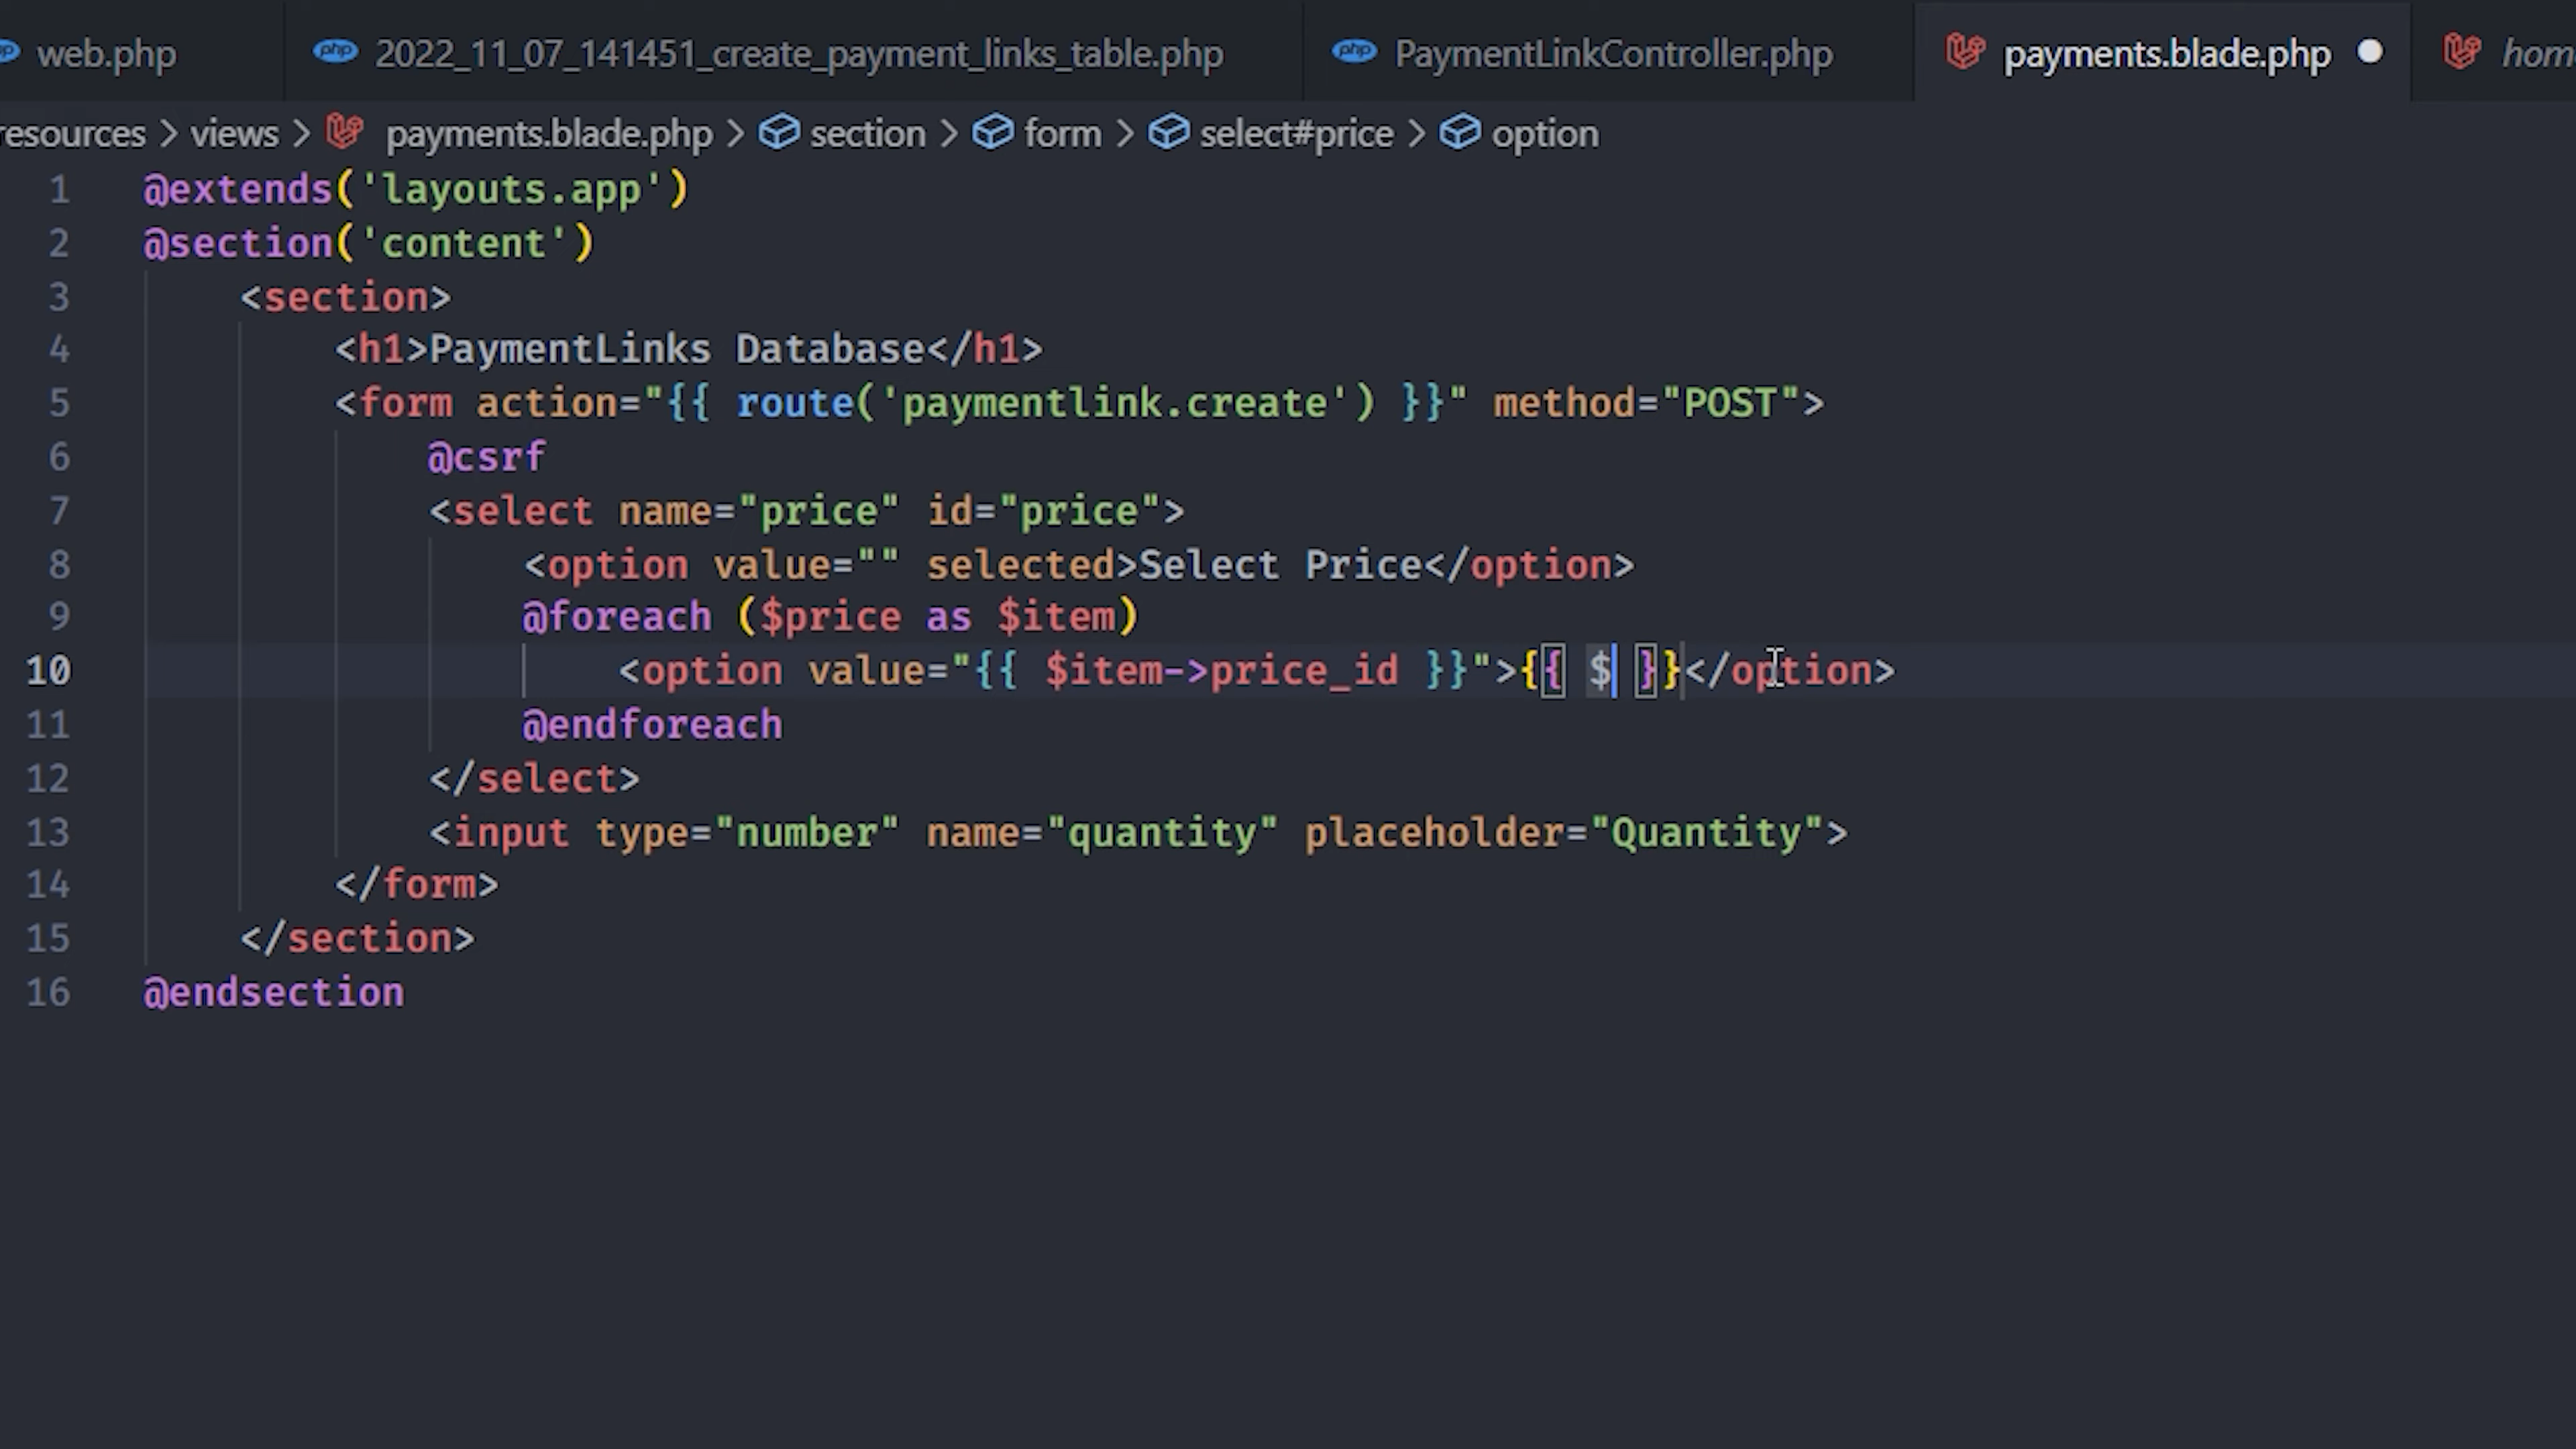 web.php php 2022_11_07_141451_create_payment_links_table.php php PaymentLinkController.php payments.blade.php
resources > views > payments.blade.php > section > form > select#price > option
1 @extends('layouts.app')
2 @section('content')
3 <section>
4 <h1>PaymentLinks Database</h1>
5 <form action="{{ route('paymentlink.create') }}" method="POST">
6 @csrf
7 <select name="price" id="price">
8 <option value="" selected>Select Price</option>
9 @foreach ($price as $item)
10 <option value="{{ $item->price_id }}">{{ $ }}</option>
11 @endforeach
12 </select>
13 <input type="number" name="quantity" placeholder="Quantity">
14 </form>
15 </section>
16 @endsection